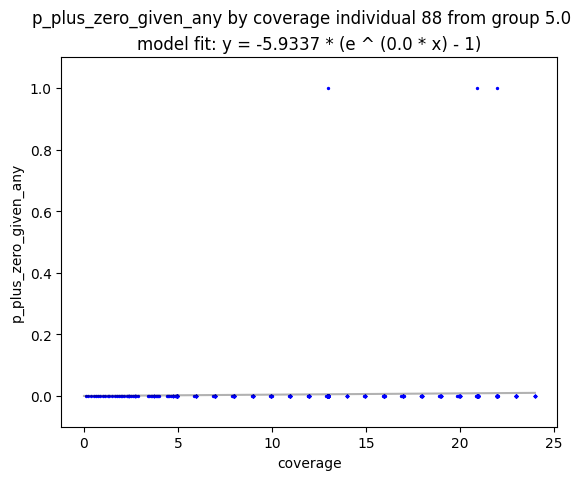 p_plus_zero_given_any by coverage individual 88 from group 5.0
model fit: y = -5.9337 * (e ^ (0.0 * x) - 1)
1.0
0.8
0.6
0.4
0.2
0.0
p_plus_zero_given_any
0 5 10 15 20 25
coverage